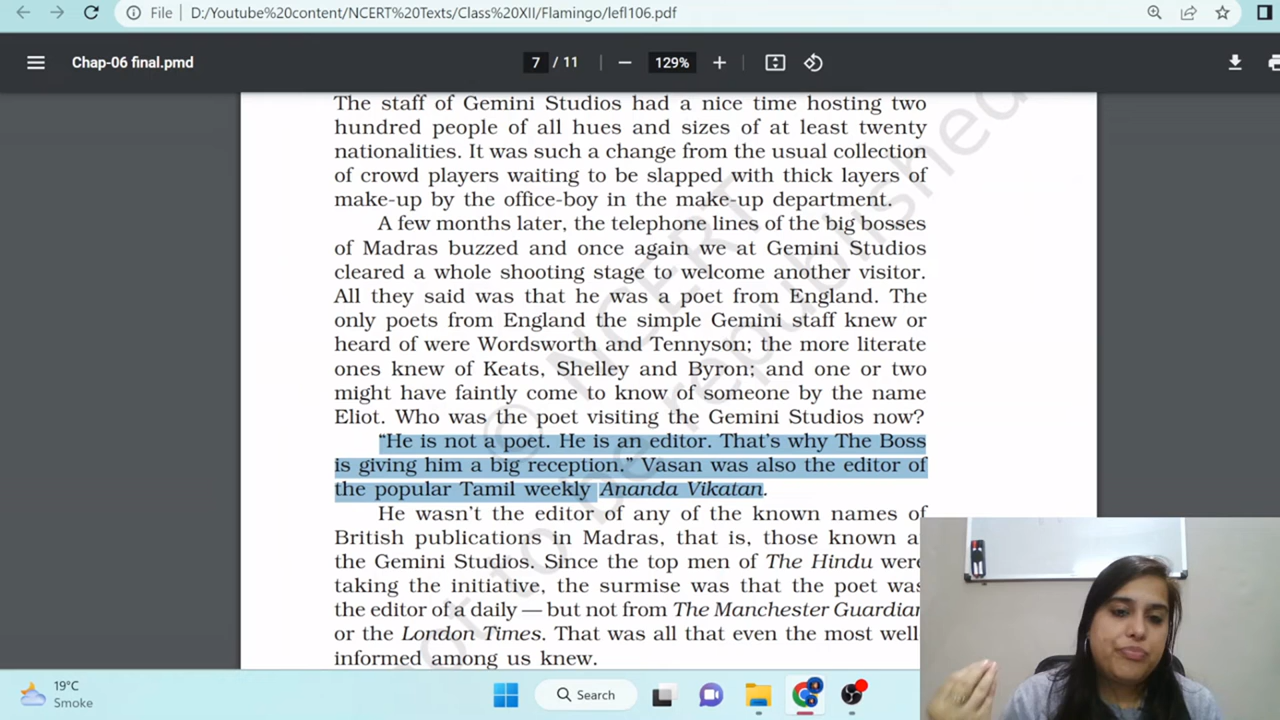 File | D:/Youtube%20content/NCERT%20Texts/Class%20XII/Flamingo/lefl106.pdf
Chap-06 final.pmd
7 / 11
129%
The staff of Gemini Studios had a nice time hosting two
hundred people of all hues and sizes of at least twenty
nationalities. It was such a change from the usual collection
of crowd players waiting to be slapped with thick layers of
make-up by the office-boy in the make-up department.
A few months later, the telephone lines of the big bosses
of Madras buzzed and once again we at Gemini Studios
cleared a whole shooting stage to welcome another visitor.
All they said was that he was a poet from England. The
only poets from England the simple Gemini staff knew or
heard of were Wordsworth and Tennyson; the more literate
ones knew of Keats, Shelley and Byron; and one or two
might have faintly come to know of someone by the name
Eliot. Who was the poet visiting the Gemini Studios now?
“He is not a poet. He is an editor. That’s why The Boss
is giving him a big reception.” Vasan was also the editor of
the popular Tamil weekly Ananda Vikatan.
He wasn’t the editor of any of the known names of
British publications in Madras, that is, those known a
the Gemini Studios. Since the top men of The Hindu were
taking the initiative, the surmise was that the poet was
the editor of a daily — but not from The Manchester Guardian
or the London Times. That was all that even the most well
informed among us knew.
© NCERT
not to be republished
19°C
Smoke
Search